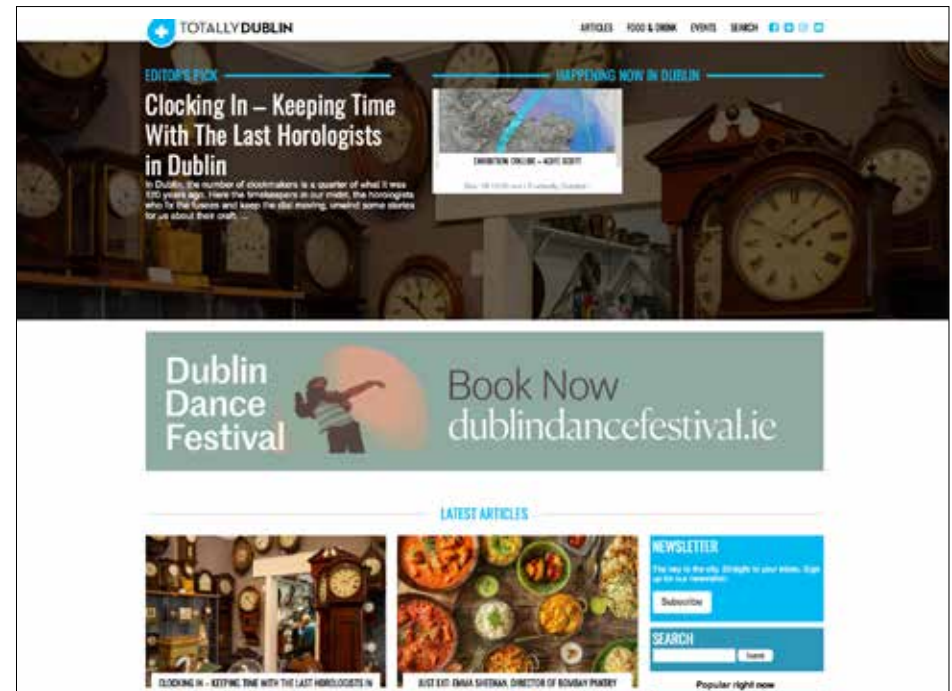 TOTALLYDUBLIN
ARTICLES FOOD & DRINK EVENTS SEARCH
EDITOR'S PICK
Clocking In – Keeping Time
With The Last Horologists
in Dublin
In Dublin, the number of clockmakers is a quarter of what it was
120 years ago. Here the timekeepers in our midst, the horologists
who fix the fusees and keep the dial moving, unwind some stories
for us about their craft. ...
HAPPENING NOW IN DUBLIN
EXHIBITION: COLLIDE –
Dublin
Dance
Festival
Book Now
dublindancefestival.ie
LATEST ARTICLES
CLOCKING IN – KEEPING TIME WITH THE LAST HOROLOGISTS IN
JUST EAT: EMMA SHEEHAN, DIRECTOR OF BOMBAY PANTRY
NEWSLETTER
The key to the city. Straight to your inbox. Sign
up for our newsletter.
Subscribe
SEARCH
Search
Popular right now